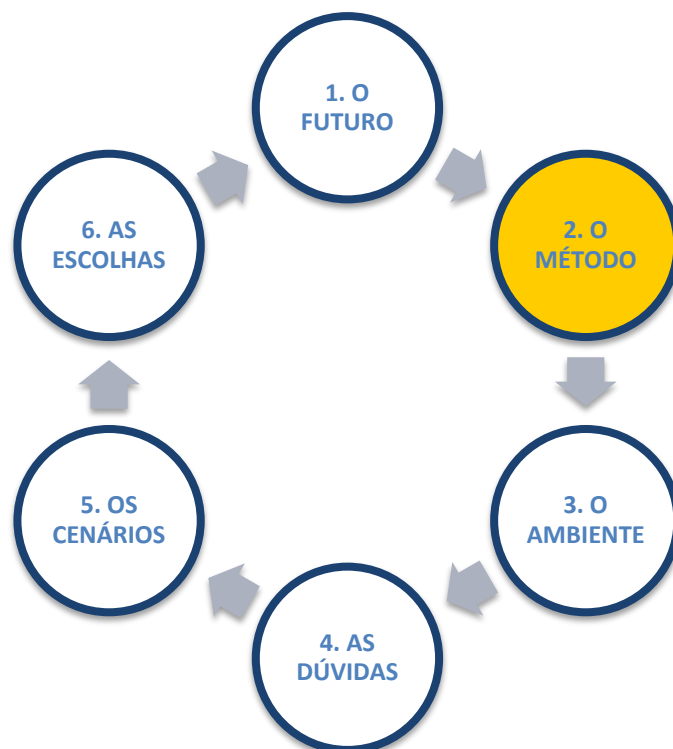 1. O
FUTURO
2. O
MÉTODO
3. O
AMBIENTE
4. AS
DÚVIDAS
5. OS
CENÁRIOS
6. AS
ESCOLHAS